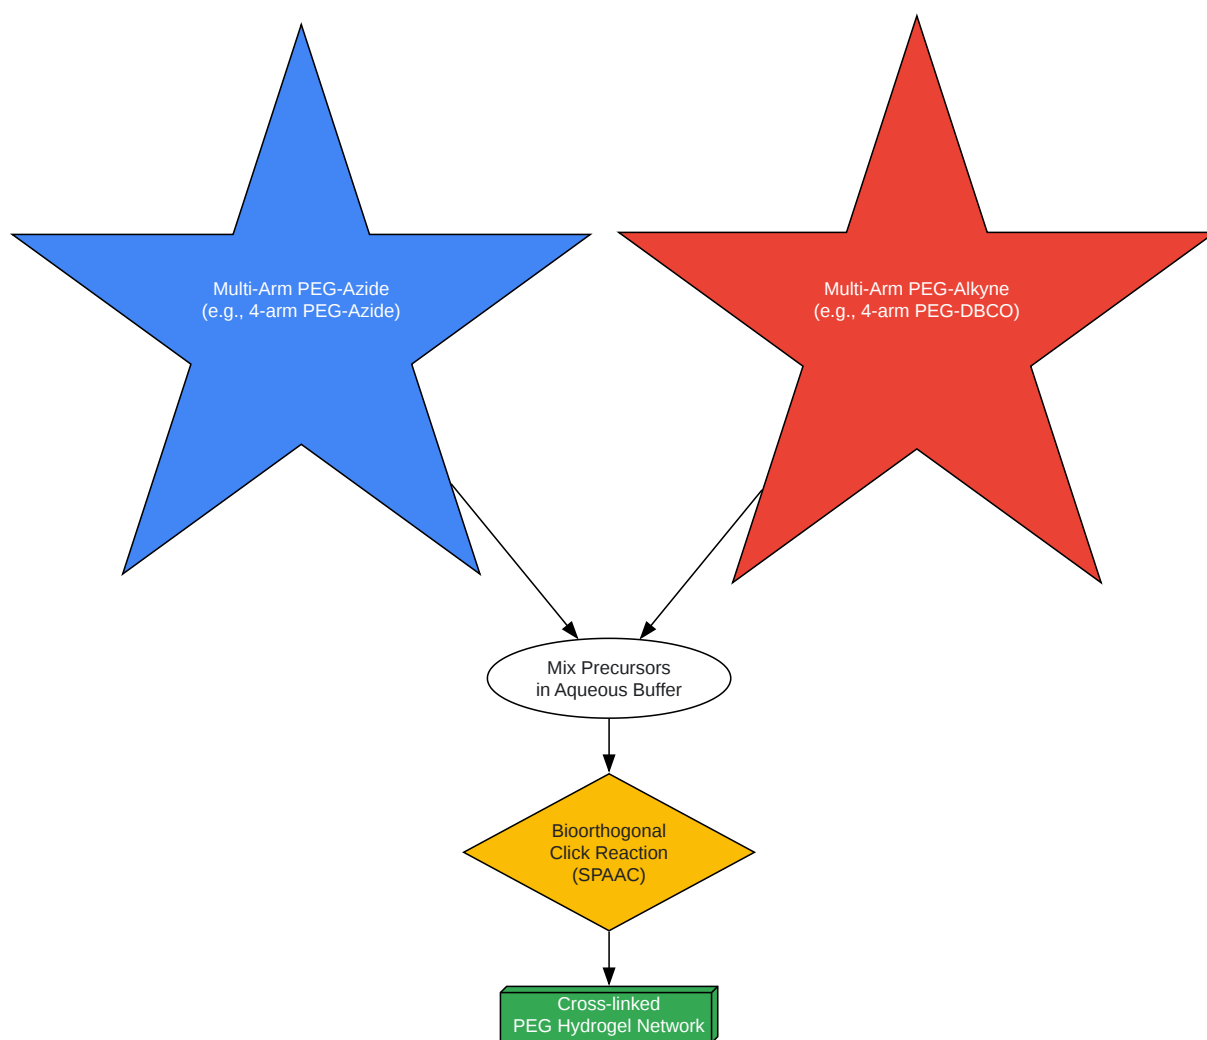 Multi-Arm PEG-Azide
(e.g., 4-arm PEG-Azide)
Multi-Arm PEG-Alkyne
(e.g., 4-arm PEG-DBCO)
Mix Precursors
in Aqueous Buffer
Bioorthogonal
Click Reaction
(SPAAC)
Cross-linked
PEG Hydrogel Network